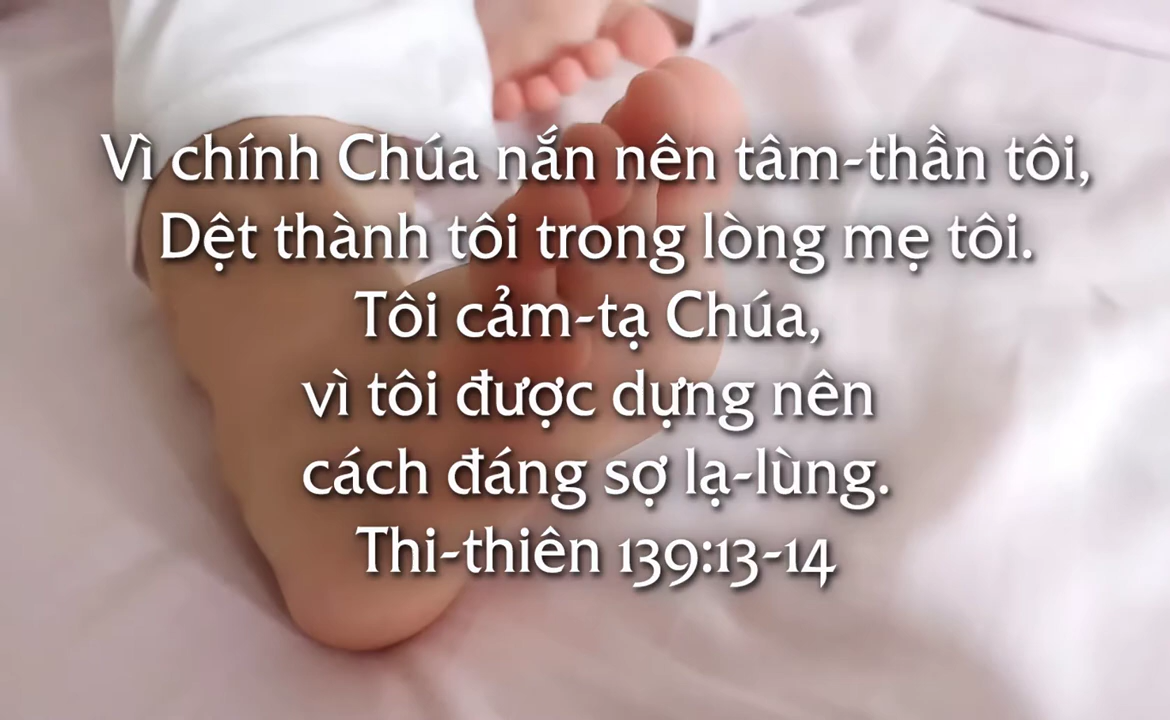 Vì chính Chúa nắn nên tâm-thần tôi,
Dệt thành tôi trong lòng mẹ tôi.
Tôi cảm-tạ Chúa,
vì tôi được dựng nên
cách đáng sợ lạ-lùng.
Thi-thiên 139:13-14